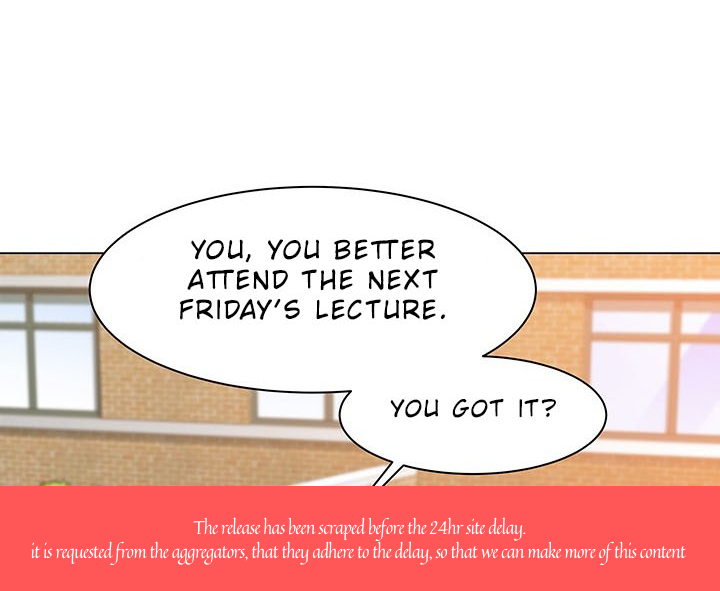 YOU, YOU BETTER
ATTEND THE NEXT
FRIDAY'S LECTURE.
YOU GOT IT?
The release has been scraped before the 24hr site delay.
it is requested from the aggregators, that they adhere to the delay, so that we can make more of this content